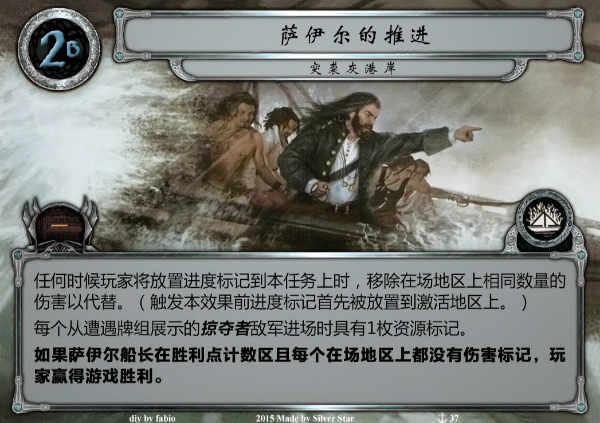 2B
萨伊尔的推进
突袭灰港岸
任何时候玩家将放置进度标记到本任务上时，移除在场地区上相同数量的
伤害以代替。（触发本效果前进度标记首先被放置到激活地区上。）
每个从遭遇牌组展示的掠夺者敌军进场时具有1枚资源标记。
如果萨伊尔船长在胜利点计数区且每个在场地区上都没有伤害标记，玩
家赢得游戏胜利。
diy by fabio 2015 Made by Silver Star 37